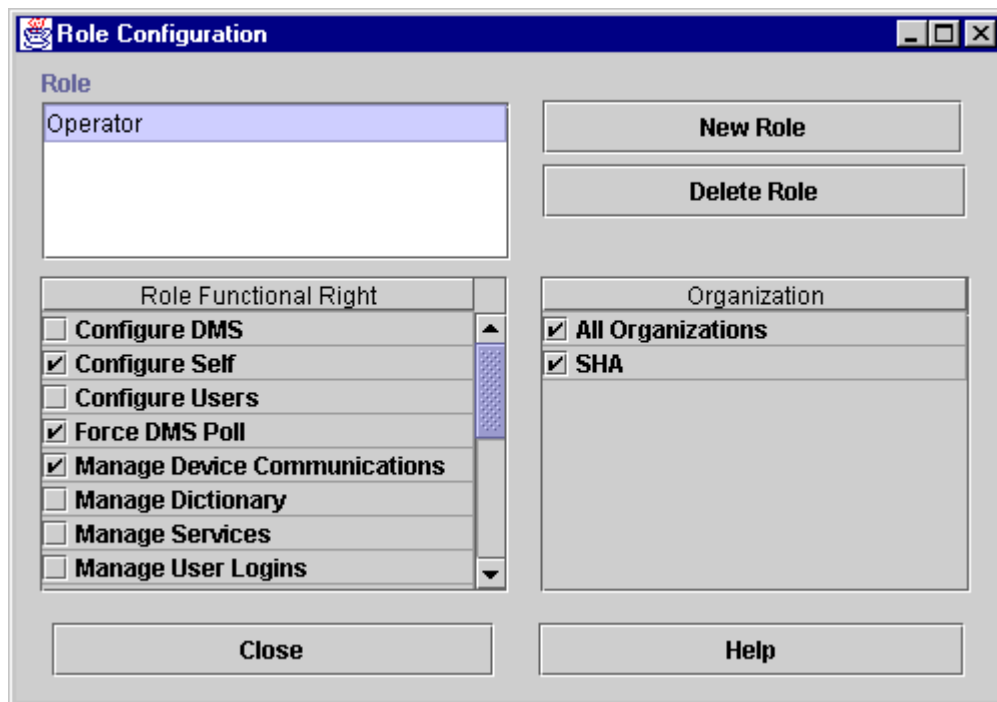 Role Configuration
Role
Operator
New Role
Delete Role
Role Functional Right
Configure DMS
Configure Self
Configure Users
Force DMS Poll
Manage Device Communications
Manage Dictionary
Manage Services
Manage User Logins
Organization
All Organizations
SHA
Close
Help